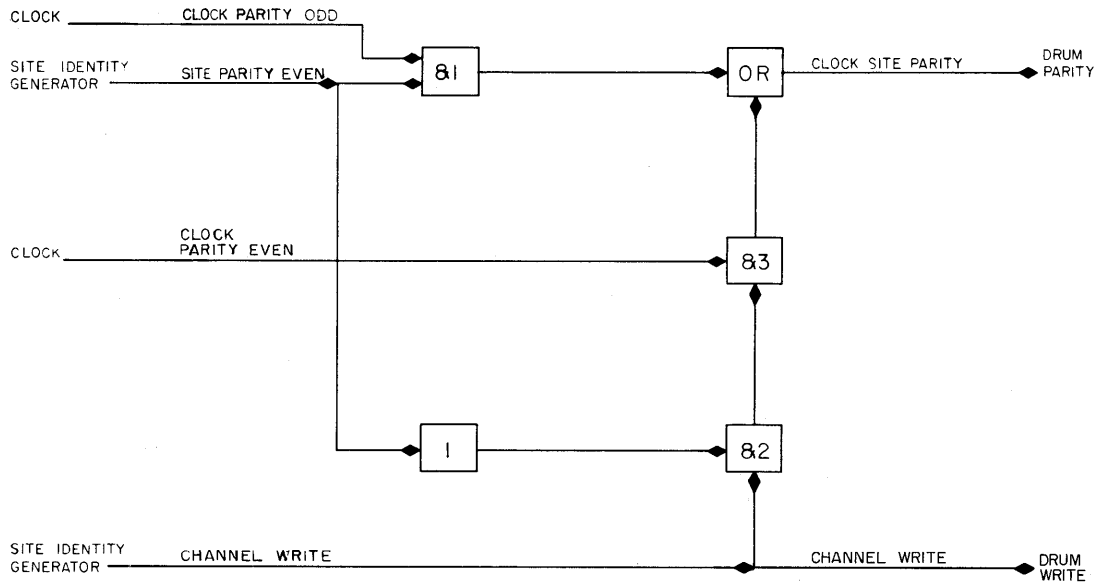 CLOCK
CLOCK PARITY ODD
SITE IDENTITY
GENERATOR
SITE PARITY EVEN
&1
OR
CLOCK SITE PARITY
DRUM
PARITY
CLOCK
CLOCK
PARITY EVEN
&3
I
&2
SITE IDENTITY
GENERATOR
CHANNEL WRITE
CHANNEL WRITE
DRUM
WRITE